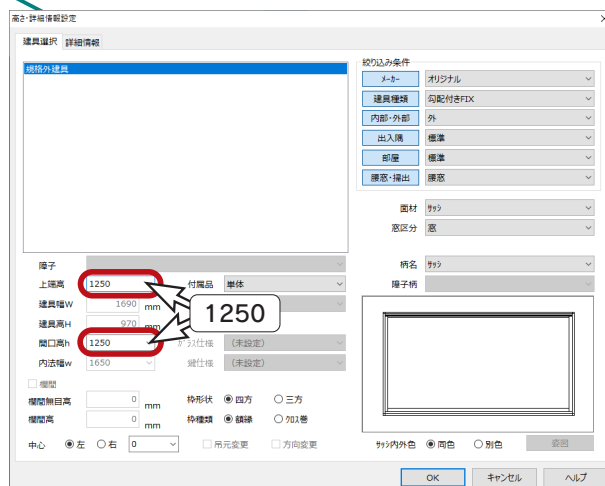 高さ・詳細情報設定
建具選択 詳細情報
規格外建具
絞り込み条件
ﾒｰｶｰ オリジナル
建具種類 勾配付きFIX
内部・外部 外
出入隅 標準
部屋 標準
腰窓・掃出 腰窓
面材 ｻｯｼ
窓区分 窓
障子
柄名 ｻｯｼ
上端高 1250 付属品 単体
障子柄
建具幅W 1690 mm
1250
建具高H 970 mm
開口高h 1250 ｶﾞﾗｽ仕様 (未設定)
内法幅w 1650 鍵仕様 (未設定)
欄間
欄間無目高 0 mm 枠形状 四方 三方
欄間高 0 mm 枠種類 額縁 ｸﾛｽ巻
中心 左 右 0 吊元変更 方向変更 ｻｯｼ内外色 同色 別色 姿図
OK キャンセル ヘルプ